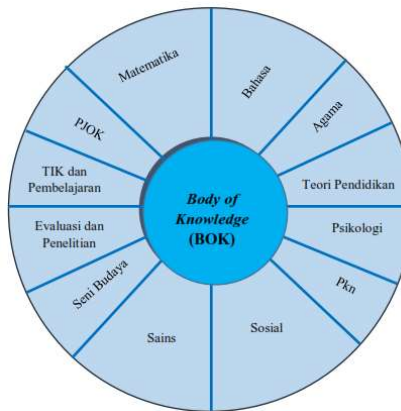 Matematika
Bahasa
Agama
Teori Pendidikan
Psikologi
Pkn
Sosial
Sains
Seni Budaya
Evaluasi dan
Penelitian
TIK dan
Pembelajaran
PJOK
Body of
Knowledge
(BOK)